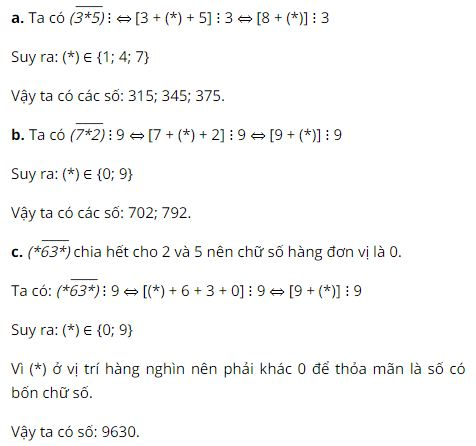 a. Ta có (3*5)⋮ ⇔ [3 + (*) + 5] ⋮ 3 ⇔ [8 + (*)] ⋮ 3
Suy ra: (*) ∈ {1; 4; 7}
Vậy ta có các số: 315; 345; 375.
b. Ta có (7*2)⋮ 9 ⇔ [7 + (*) + 2] ⋮ 9 ⇔ [9 + (*)] ⋮ 9
Suy ra: (*) ∈ {0; 9}
Vậy ta có các số: 702; 792.
c. (*63*) chia hết cho 2 và 5 nên chữ số hàng đơn vị là 0.
Ta có: (*63*)⋮ 9 ⇔ [(*) + 6 + 3 + 0] ⋮ 9 ⇔ [9 + (*)] ⋮ 9
Suy ra: (*) ∈ {0; 9}
Vì (*) ở vị trí hàng nghìn nên phải khác 0 để thỏa mãn là số có
bốn chữ số.
Vậy ta có số: 9630.